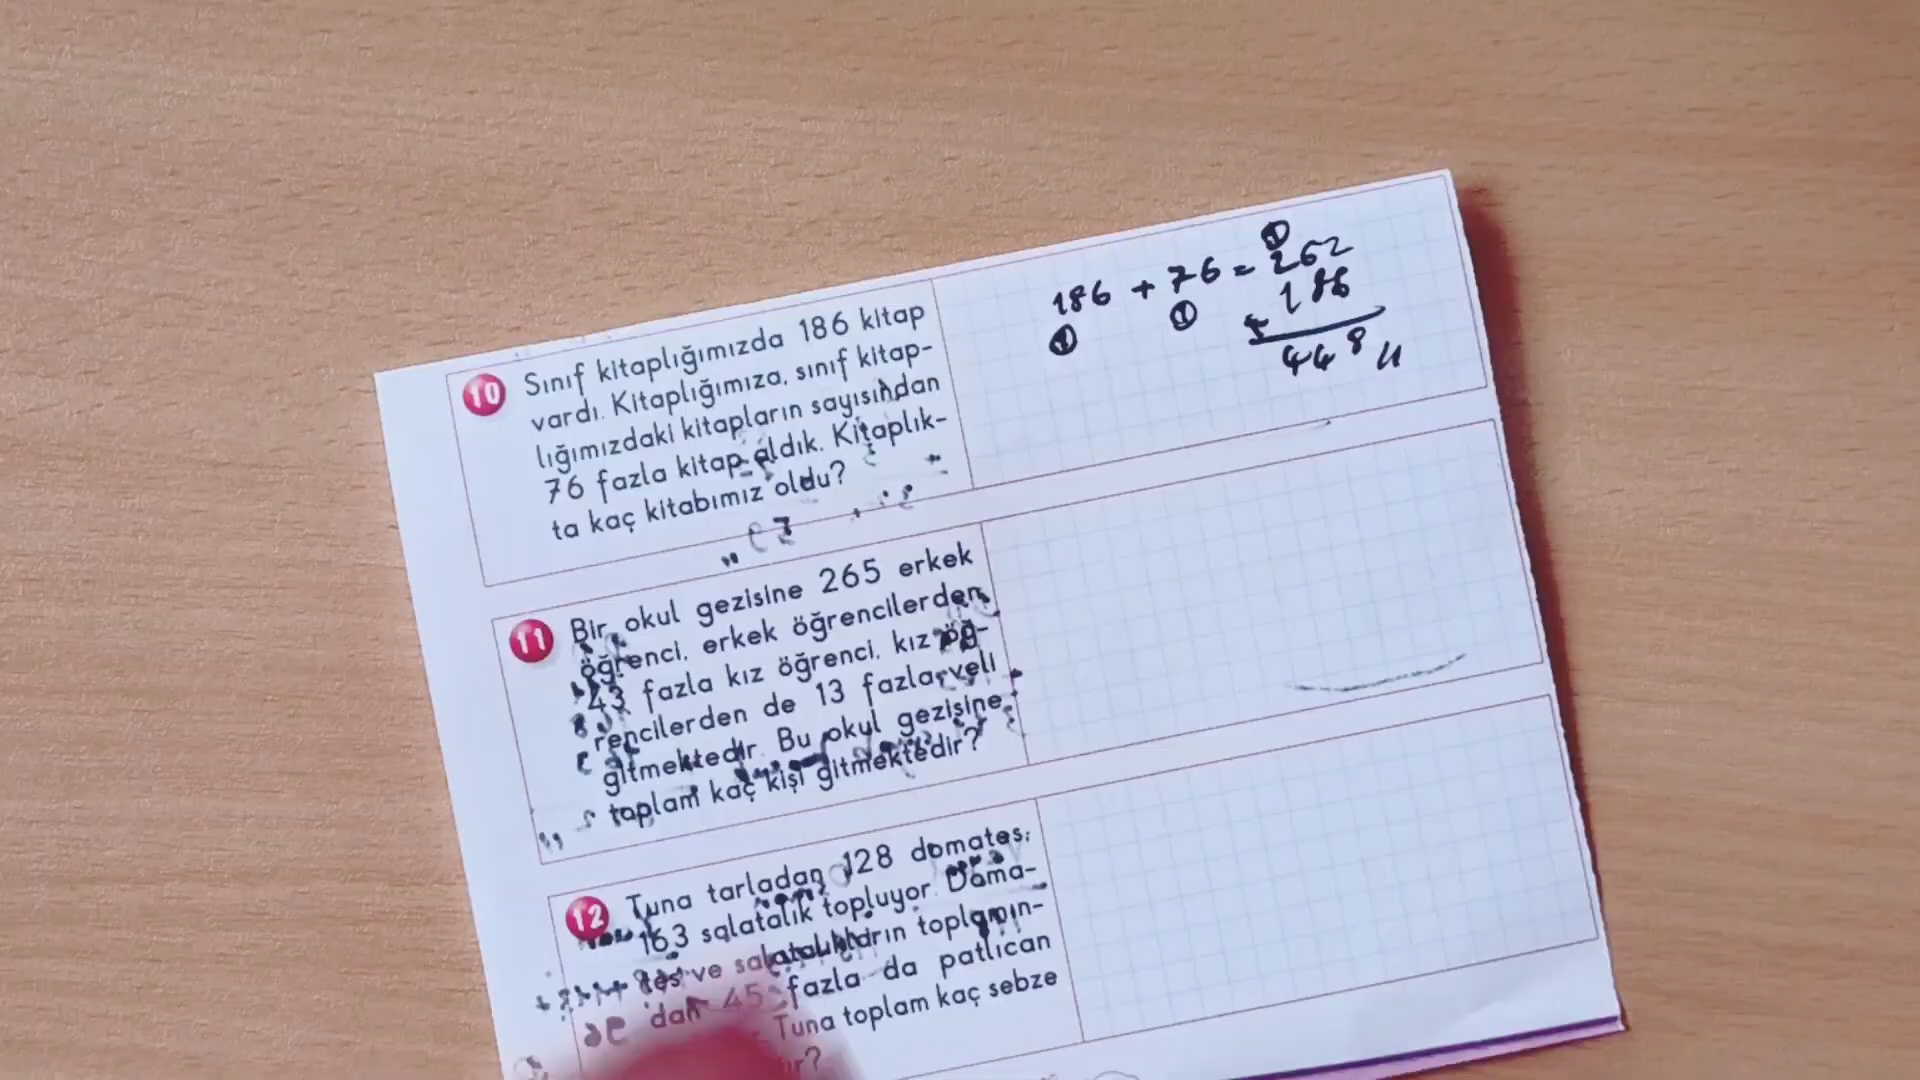 10 Sınıf kitaplığımızda 186 kitap
vardı. Kitaplığımıza, sınıf kitap-
lığımızdaki kitapların sayısından
76 fazla kitap aldık. Kitaplık-
ta kaç kitabımız oldu?
186 + 76 = 262
1 1 1
+ 186
448
11 Bir okul gezisine 265 erkek
öğrenci, erkek öğrencilerden
43 fazla kız öğrenci, kız öğ-
rencilerden de 13 fazla veli
gitmektedir. Bu okul gezisine
toplam kaç kişi gitmektedir?
12 Tuna tarladan 128 domates,
163 salatalık topluyor. Doma-
tes ve salatalıkların toplamın-
dan 45 fazla da patlıcan
Tuna toplam kaç sebze